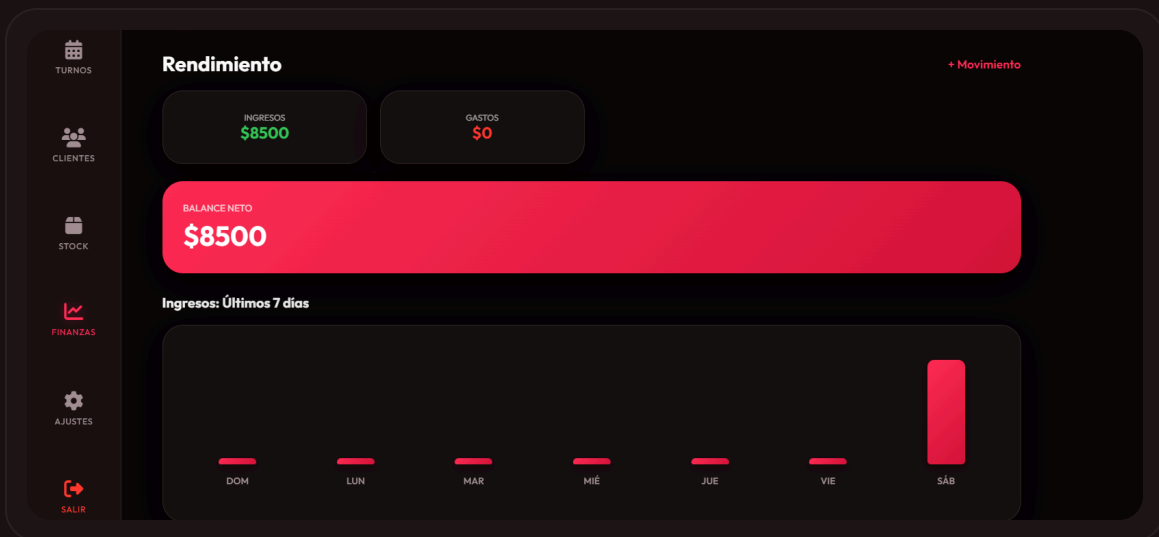 TURNOS
CLIENTES
STOCK
FINANZAS
AJUSTES
SALIR
Rendimiento
+ Movimiento
INGRESOS
$8500
GASTOS
$0
BALANCE NETO
$8500
Ingresos: Últimos 7 días
DOM LUN MAR MIÉ JUE VIE SÁB